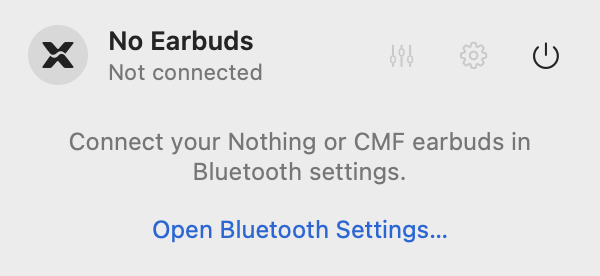 No Earbuds
Not connected
Connect your Nothing or CMF earbuds in
Bluetooth settings.
Open Bluetooth Settings...